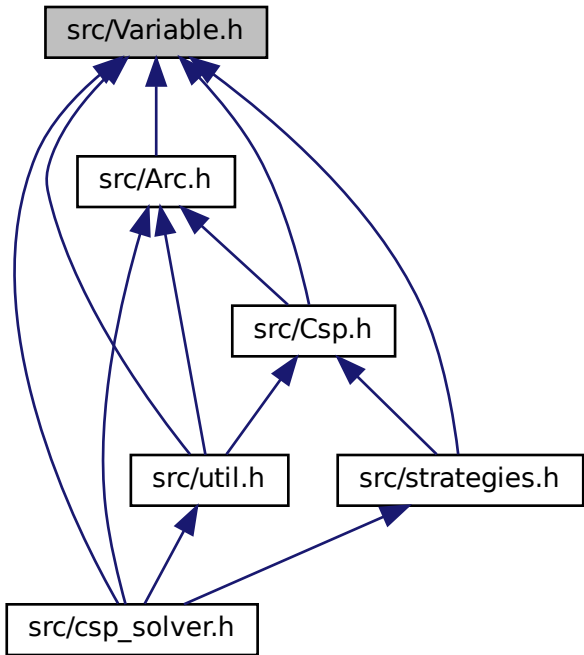 src/Variable.h
src/Arc.h
src/Csp.h
src/util.h
src/strategies.h
src/csp_solver.h